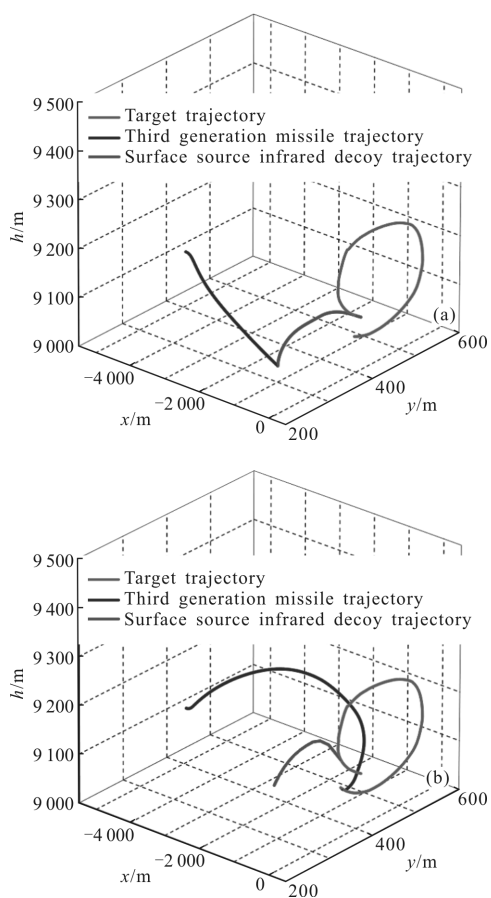 9 500
Target trajectory
9 400
Third generation missile trajectory
Surface source infrared decoy trajectory
9 300
h/m
9 200
9 100
(a)
9 000
600
−4 000
400
−2 000
y/m
x/m
0
200
9 500
Target trajectory
9 400
Third generation missile trajectory
Surface source infrared decoy trajectory
9 300
h/m
9 200
9 100
(b)
9 000
600
−4 000
400
−2 000
y/m
x/m
0
200